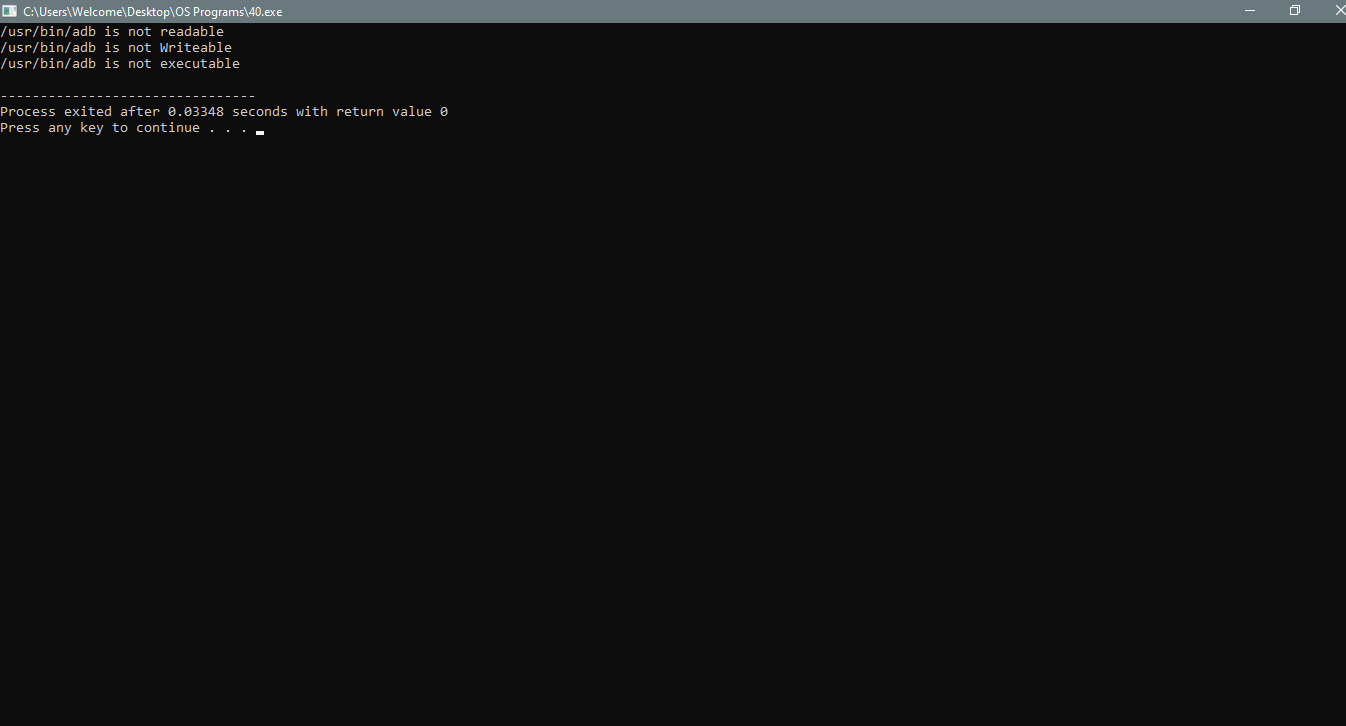 C:\Users\Welcome\Desktop\OS Programs\40.exe
/usr/bin/adb is not readable
/usr/bin/adb is not Writeable
/usr/bin/adb is not executable
--------------------------------
Process exited after 0.03348 seconds with return value 0
Press any key to continue . . .